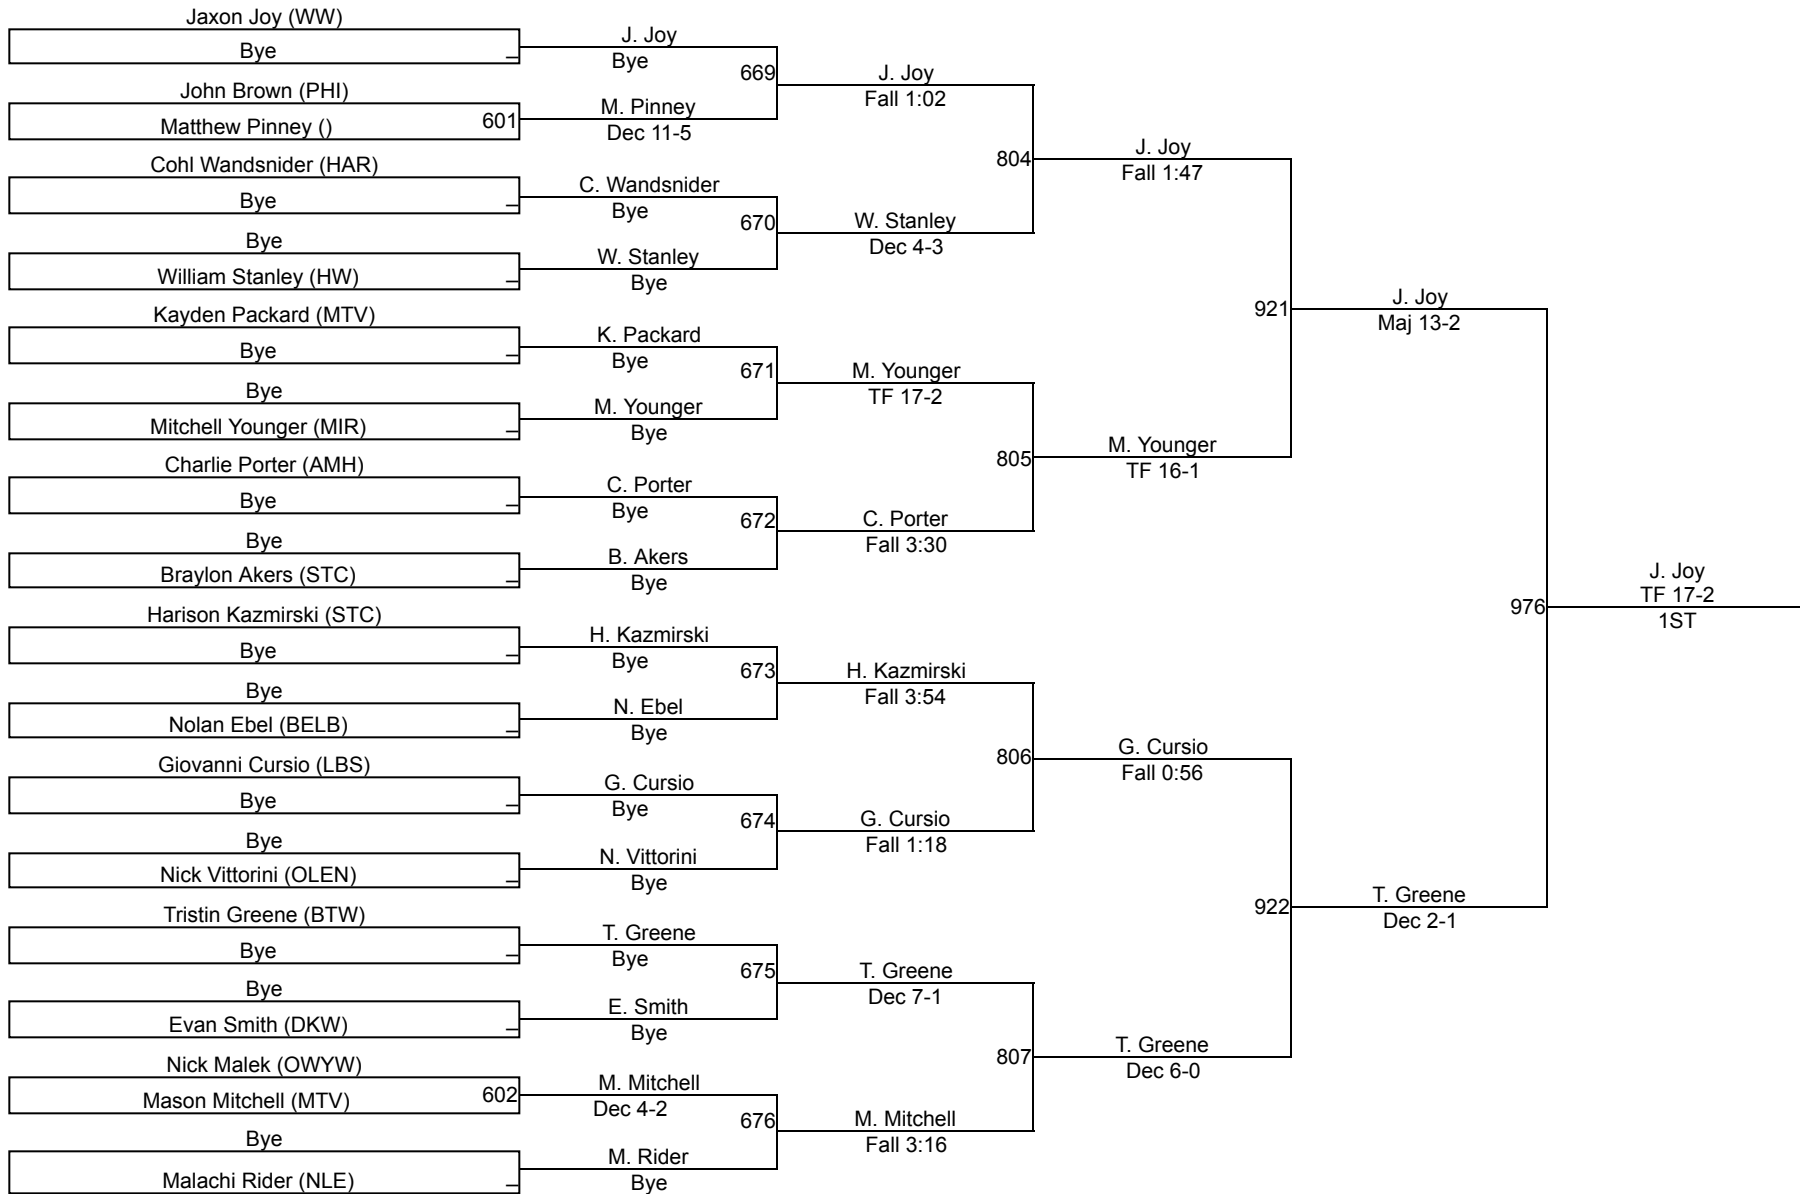 Jaxon Joy (WW)
Bye
John Brown (PHI)
Matthew Pinney ()
601
Cohl Wandsnider (HAR)
Bye
Bye
William Stanley (HW)
Kayden Packard (MTV)
Bye
Bye
Mitchell Younger (MIR)
Charlie Porter (AMH)
Bye
Bye
Braylon Akers (STC)
Harison Kazmirski (STC)
Bye
Bye
Nolan Ebel (BELB)
Giovanni Cursio (LBS)
Bye
Bye
Nick Vittorini (OLEN)
Tristin Greene (BTW)
Bye
Bye
Evan Smith (DKW)
Nick Malek (OWYW)
Mason Mitchell (MTV)
602
Bye
Malachi Rider (NLE)
J. Joy
Bye
669
M. Pinney
Dec 11-5
C. Wandsnider
Bye
670
W. Stanley
Bye
K. Packard
Bye
671
M. Younger
Bye
C. Porter
Bye
672
B. Akers
Bye
H. Kazmirski
Bye
673
N. Ebel
Bye
G. Cursio
Bye
674
N. Vittorini
Bye
T. Greene
Bye
675
E. Smith
Bye
M. Mitchell
Dec 4-2
676
M. Rider
Bye
J. Joy
Fall 1:02
804
W. Stanley
Dec 4-3
M. Younger
TF 17-2
805
C. Porter
Fall 3:30
H. Kazmirski
Fall 3:54
806
G. Cursio
Fall 1:18
T. Greene
Dec 7-1
807
M. Mitchell
Fall 3:16
J. Joy
Fall 1:47
921
M. Younger
TF 16-1
G. Cursio
Fall 0:56
922
T. Greene
Dec 6-0
J. Joy
Maj 13-2
976
T. Greene
Dec 2-1
J. Joy
TF 17-2
1ST